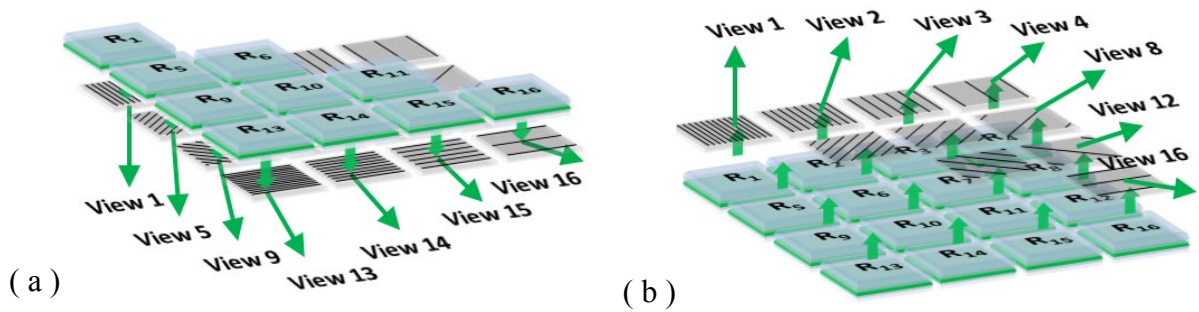 R1
R5
R6
R9
R10
R11
R13
R14
R15
R16
View 1
View 5
View 9
View 13
View 14
View 15
View 16
( a )
View 1
View 2
View 3
View 4
View 8
View 12
View 16
R1
R5
R6
R9
R10
R11
R12
R13
R14
R15
R16
( b )